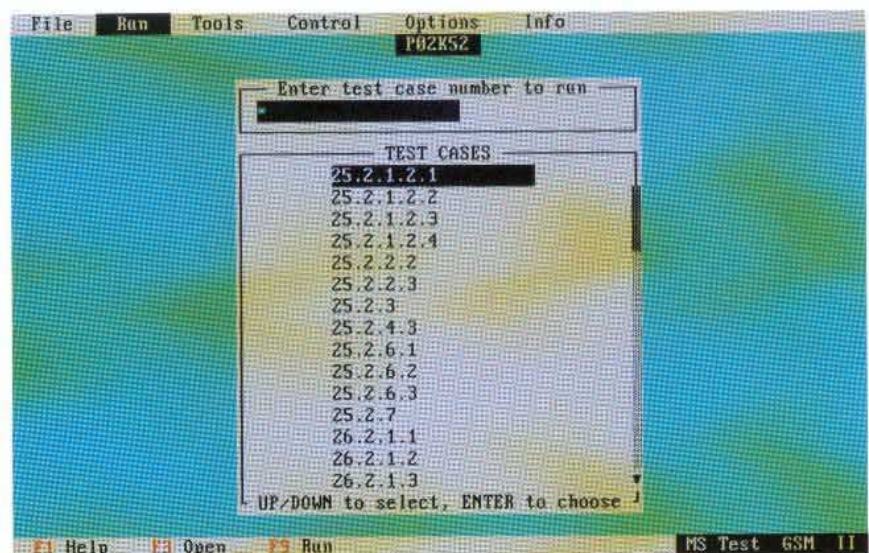 File Run Tools Control Options Info
P02K52
Enter test case number to run
TEST CASES
25.2.1.2.1
25.2.1.2.2
25.2.1.2.3
25.2.1.2.4
25.2.2.2
25.2.2.3
25.2.3
25.2.4.3
25.2.6.1
25.2.6.2
25.2.6.3
25.2.7
26.2.1.1
26.2.1.2
26.2.1.3
UP/DOWN to select, ENTER to choose
F1 Help F3 Open F9 Run MS Test GSM II